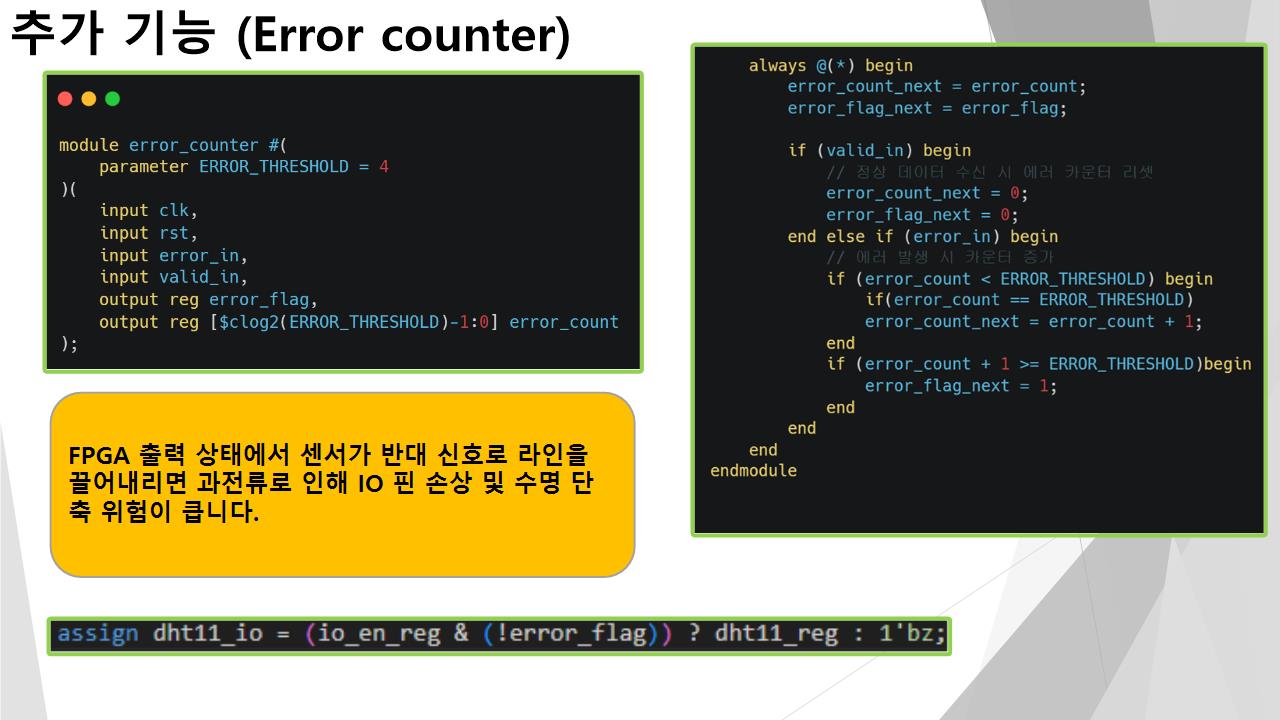 추가 기능 (Error counter)
module error_counter #(
    parameter ERROR_THRESHOLD = 4
)(
    input clk,
    input rst,
    input error_in,
    input valid_in,
    output reg error_flag,
    output reg [$clog2(ERROR_THRESHOLD)-1:0] error_count
);
FPGA 출력 상태에서 센서가 반대 신호로 라인을
끌어내리면 과전류로 인해 IO 핀 손상 및 수명 단
축 위험이 큽니다.
    always @(*) begin
        error_count_next = error_count;
        error_flag_next = error_flag;
        if (valid_in) begin
            // 정상 데이터 수신 시 에러 카운터 리셋
            error_count_next = 0;
            error_flag_next = 0;
        end else if (error_in) begin
            // 에러 발생 시 카운터 증가
            if (error_count < ERROR_THRESHOLD) begin
                if(error_count == ERROR_THRESHOLD)
                error_count_next = error_count + 1;
            end
            if (error_count + 1 >= ERROR_THRESHOLD)begin
                error_flag_next = 1;
            end
        end
    end
endmodule
assign dht11_io = (io_en_reg & (!error_flag)) ? dht11_reg : 1'bz;